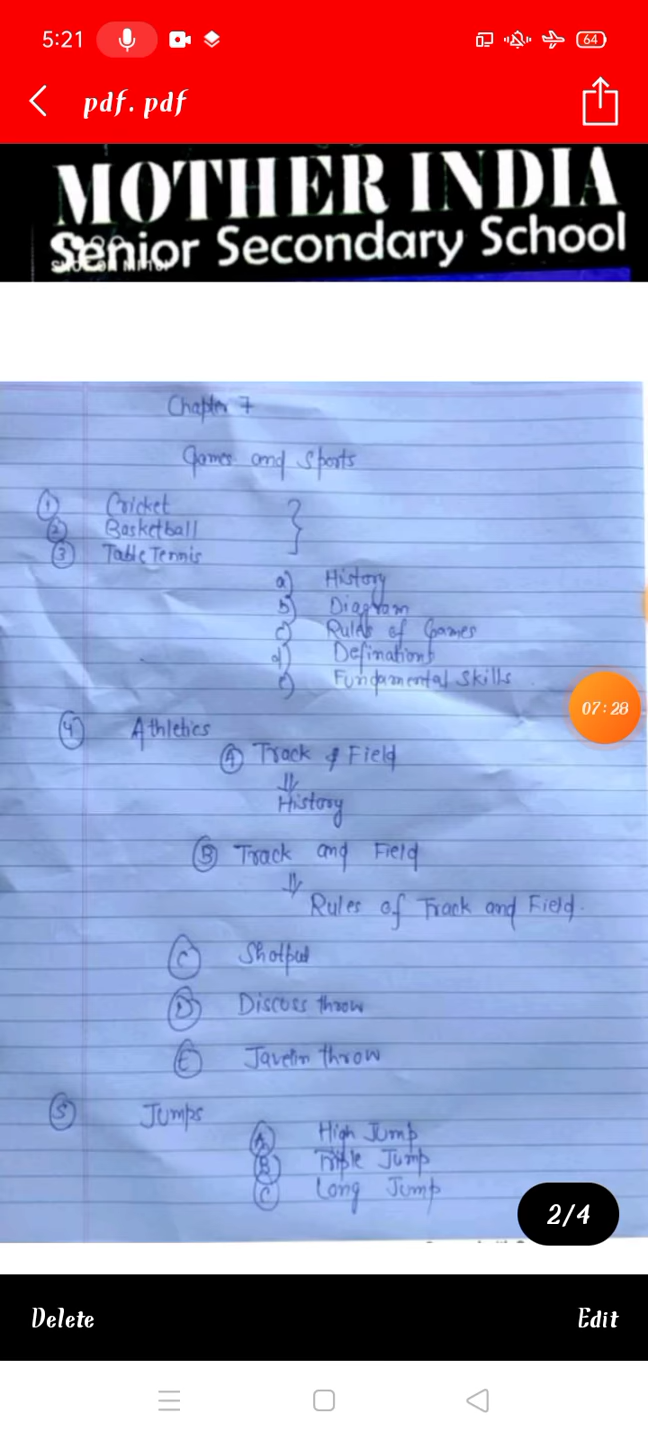 5:21
64
pdf. pdf
MOTHER INDIA
Senior Secondary School
Chapter 7
Games and Sports
① Cricket
② Basketball
③ Table Tennis
a) History
b) Diagram
c) Rules of Games
d) Definations
e) Fundamental Skills
07:28
④ Athletics
Ⓐ Track & Field
⇓
History
Ⓑ Track and Field
⇓
Rules of Track and Field.
Ⓒ Shotput
Ⓓ Discuss throw
Ⓔ Javelin throw
⑤ Jumps
Ⓐ High Jump
Ⓑ Triple Jump
Ⓒ Long Jump
2/4
Delete
Edit